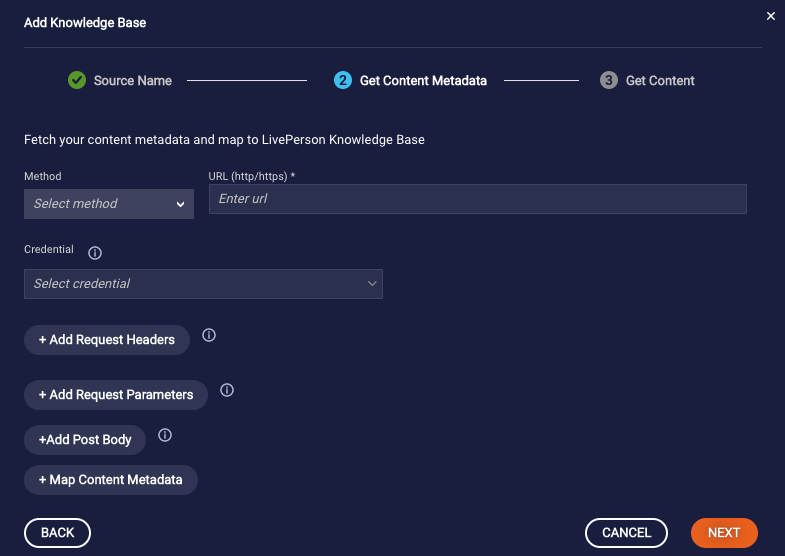 Add Knowledge Base
×
Source Name
2 Get Content Metadata
3 Get Content
Fetch your content metadata and map to LivePerson Knowledge Base
Method
URL (http/https) *
Select method
Enter url
Credential
Select credential
+ Add Request Headers
+ Add Request Parameters
+Add Post Body
+ Map Content Metadata
BACK
CANCEL
NEXT